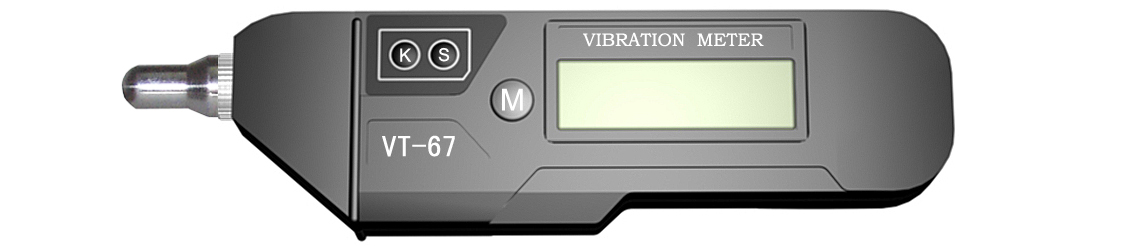 K S
VIBRATION METER
M
VT-67